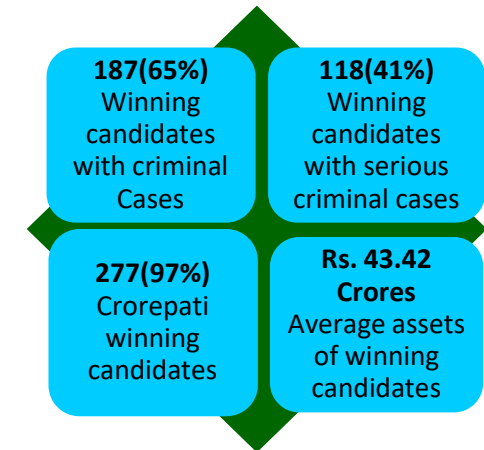 187(65%)
Winning
candidates
with criminal
Cases
118(41%)
Winning
candidates
with serious
criminal cases
277(97%)
Crorepati
winning
candidates
Rs. 43.42
Crores
Average assets
of winning
candidates